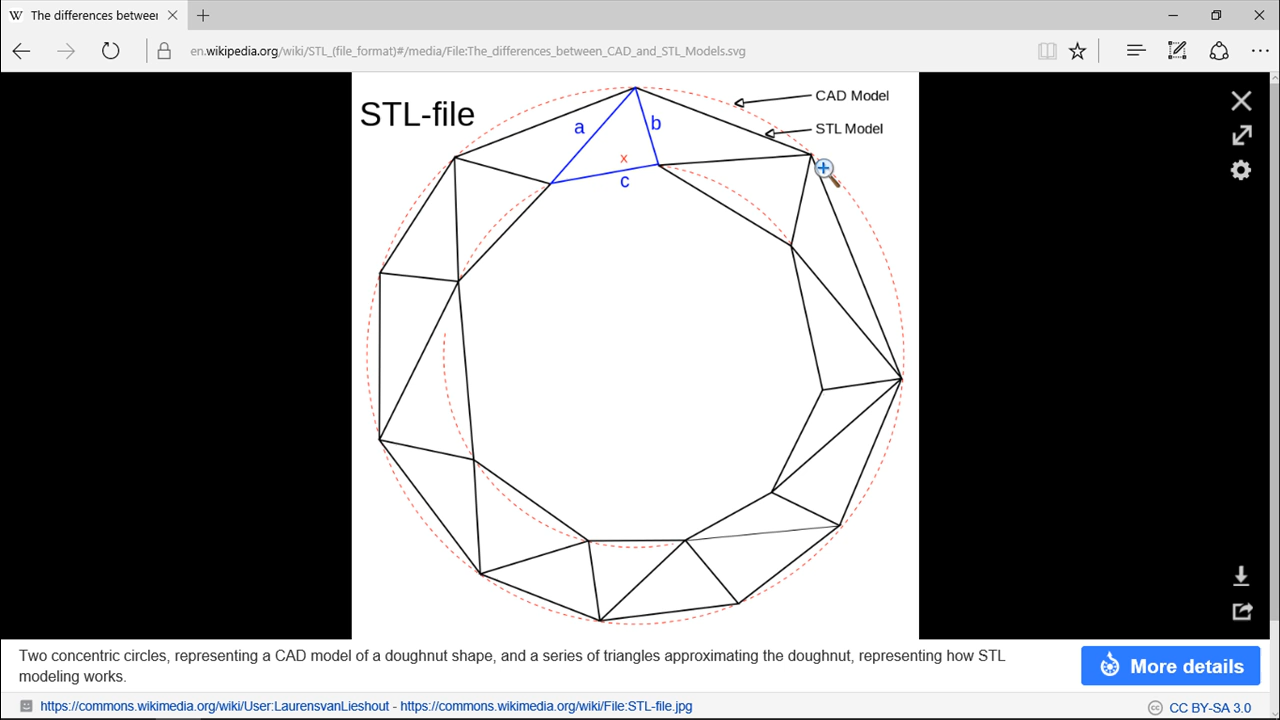 The differences betweer
en.wikipedia.org/wiki/STL_(file_format)#/media/File:The_differences_between_CAD_and_STL_Models.svg
STL-file
CAD Model
STL Model
a
b
x
c
Two concentric circles, representing a CAD model of a doughnut shape, and a series of triangles approximating the doughnut, representing how STL
modeling works.
More details
https://commons.wikimedia.org/wiki/User:LaurensvanLieshout - https://commons.wikimedia.org/wiki/File:STL-file.jpg
CC BY-SA 3.0